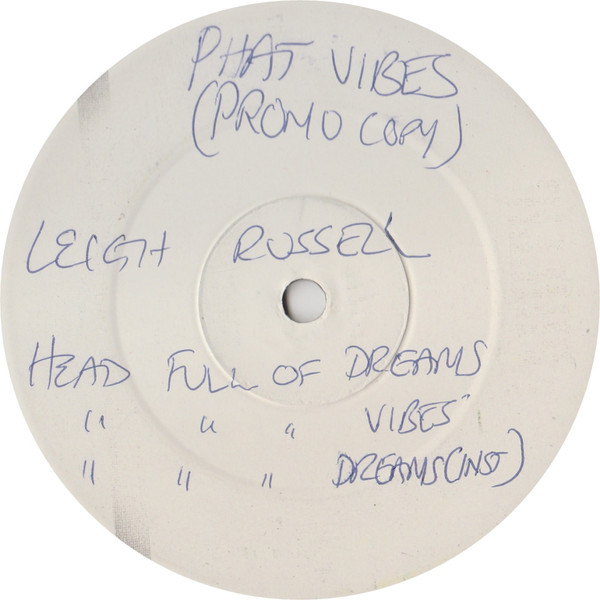 PHAT VIBES
(PROMO COPY)
LEIGH RUSSELL
HEAD FULL OF DREAMS
" " " VIBES"
" " " DREAMS (INST)